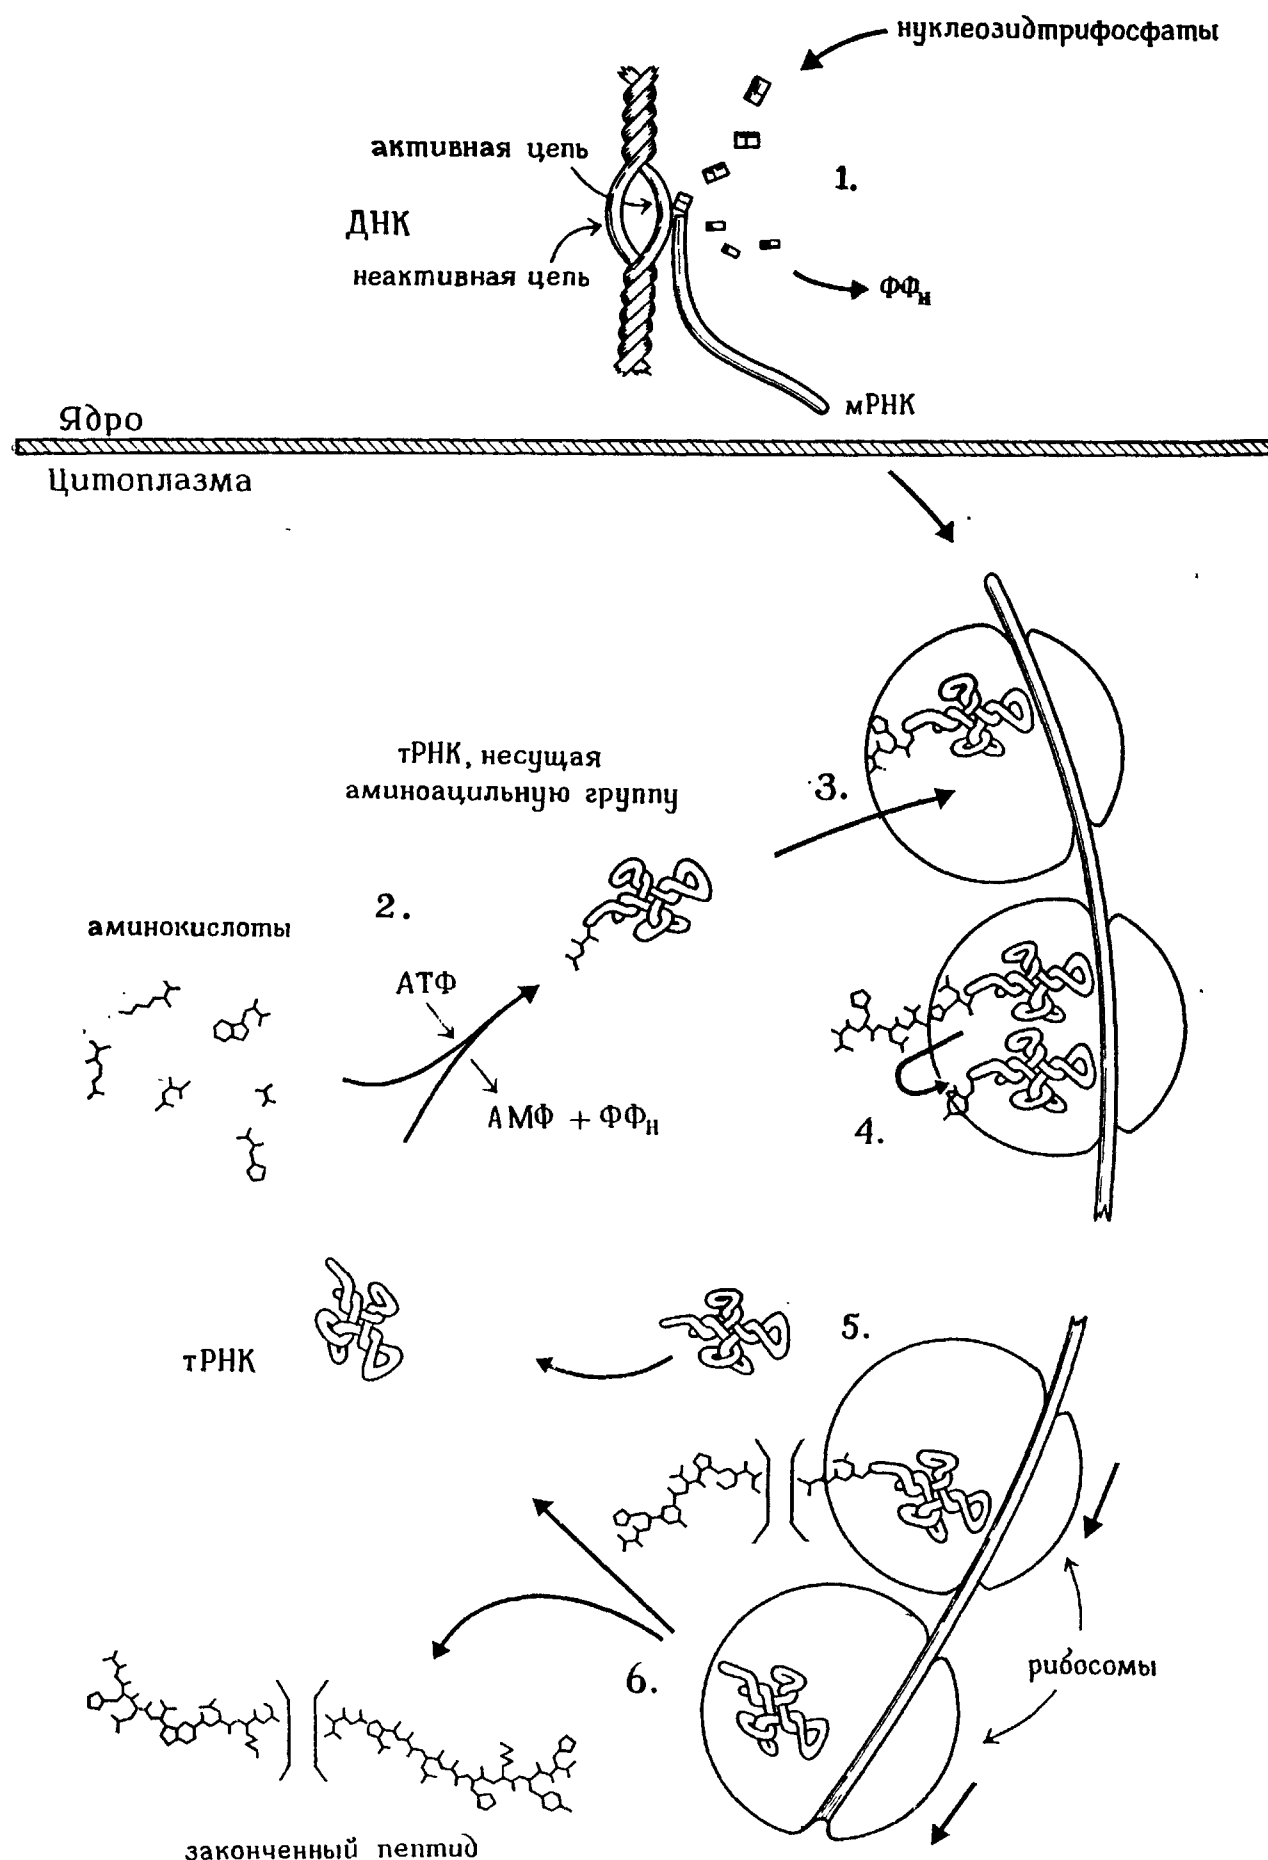 нуклеозидтрифосфаты
активная цепь
1.
ДНК
неактивная цепь
ФФн
мРНК
Ядро
Цитоплазма
тРНК, несущая
аминоацильную группу
3.
2.
аминокислоты
АТФ
АМФ + ФФн
4.
5.
тРНК
6.
рибосомы
законченный пептид